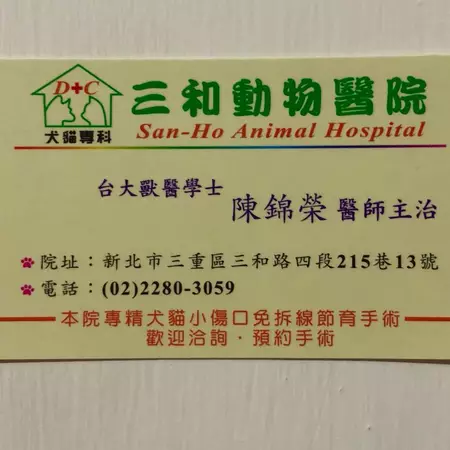 D+C
犬貓專科
三和動物醫院
San-Ho Animal Hospital
台大獸醫學士
陳錦榮 醫師主治
院址：新北市三重區三和路四段215巷13號
電話：(02)2280-3059
本院專精犬貓小傷口免拆線節育手術
歡迎洽詢．預約手術